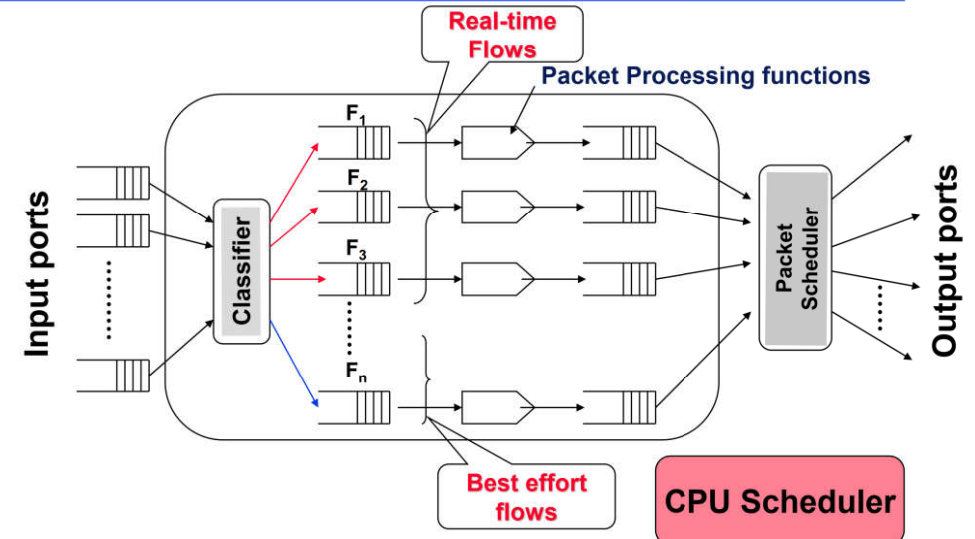 Real-time
Flows
Packet Processing functions
F1
F2
F3
Fn
Input ports
Classifier
Packet
Scheduler
Output ports
Best effort
flows
CPU Scheduler